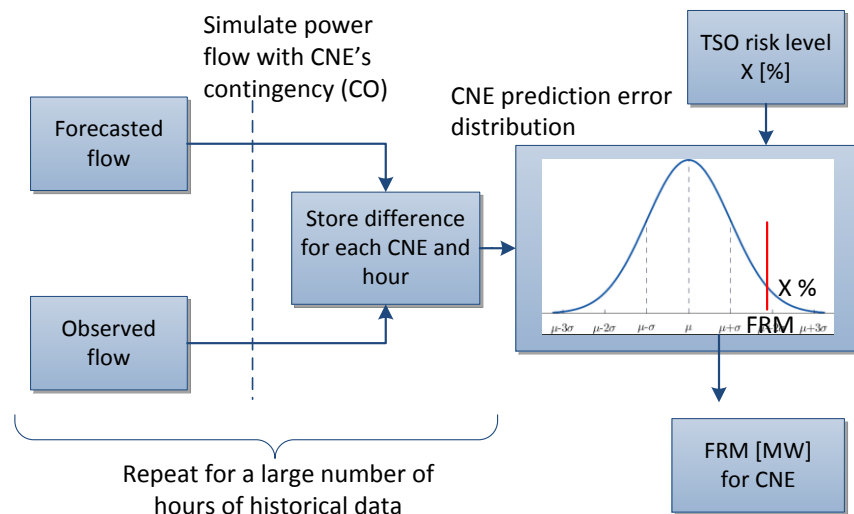 Simulate power
flow with CNE's
contingency (CO)
TSO risk level
X [%]
CNE prediction error
distribution
Forecasted
flow
Store difference
for each CNE and
hour
X %
FRM
μ-3σ μ-2σ μ-σ μ μ+σ μ+3σ
Observed
flow
Repeat for a large number of
hours of historical data
FRM [MW]
for CNE